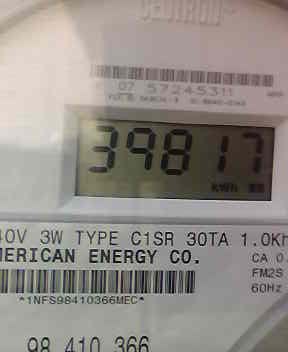 CENTRON
07 57245311
39817
kWh
40V 3W TYPE C1SR 30TA 1.0Kh
MERICAN ENERGY CO.
CA 0.
FM2S
*1NFS98410366MEC*
60Hz
98 410 366